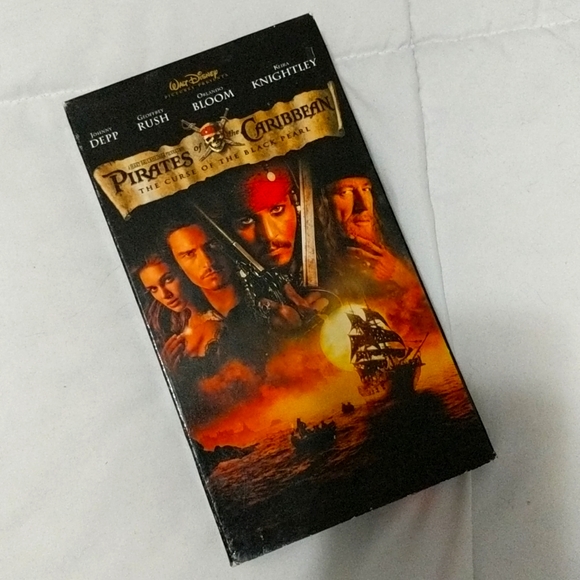 Walt Disney
PICTURES PRESENTS
JOHNNY DEPP
GEOFFREY RUSH
ORLANDO BLOOM
KEIRA KNIGHTLEY
PIRATES of the CARIBBEAN
THE CURSE OF THE BLACK PEARL